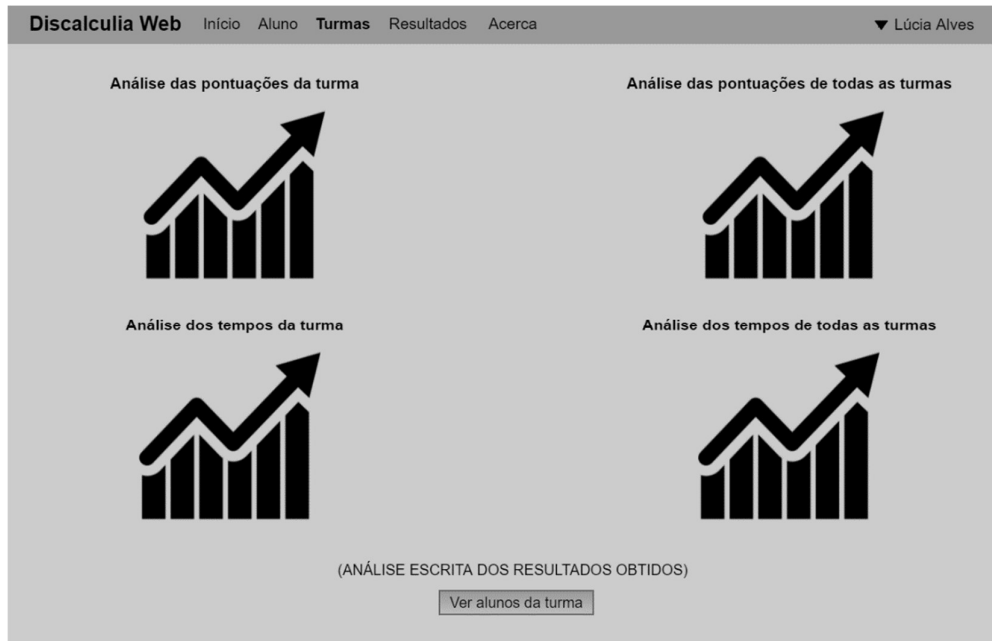 Discalculia Web Início Aluno Turmas Resultados Acerca ▼ Lúcia Alves
Análise das pontuações da turma
Análise das pontuações de todas as turmas
Análise dos tempos da turma
Análise dos tempos de todas as turmas
(ANÁLISE ESCRITA DOS RESULTADOS OBTIDOS)
Ver alunos da turma